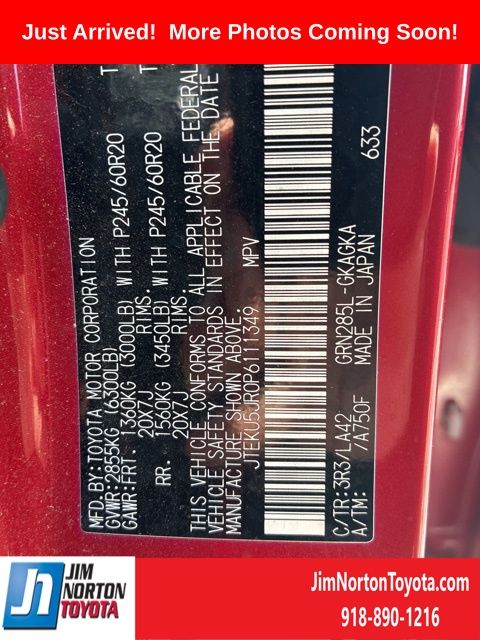 Just Arrived!  More Photos Coming Soon!
MFD.BY:TOYOTA MOTOR CORPORATION
GVWR:2855KG (6300LB)
GAWR:FRT. 1360KG (3000LB) WITH P245/60R20 T
20X7J RIMS.
RR. 1560KG (3450LB) WITH P245/60R20 T
20X7J RIMS.
THIS VEHICLE CONFORMS TO ALL APPLICABLE FEDERAL
VEHICLE SAFETY STANDARDS IN EFFECT ON THE DATE
SHOWN ABOVE.
JTEKU5JR0P6111349 MPV
633
C/TR:3R3/LA42 GRN285L-GKAGKA
A/TM: /A750F MADE IN JAPAN
JIM
NORTON
TOYOTA
JimNortonToyota.com
918-890-1216